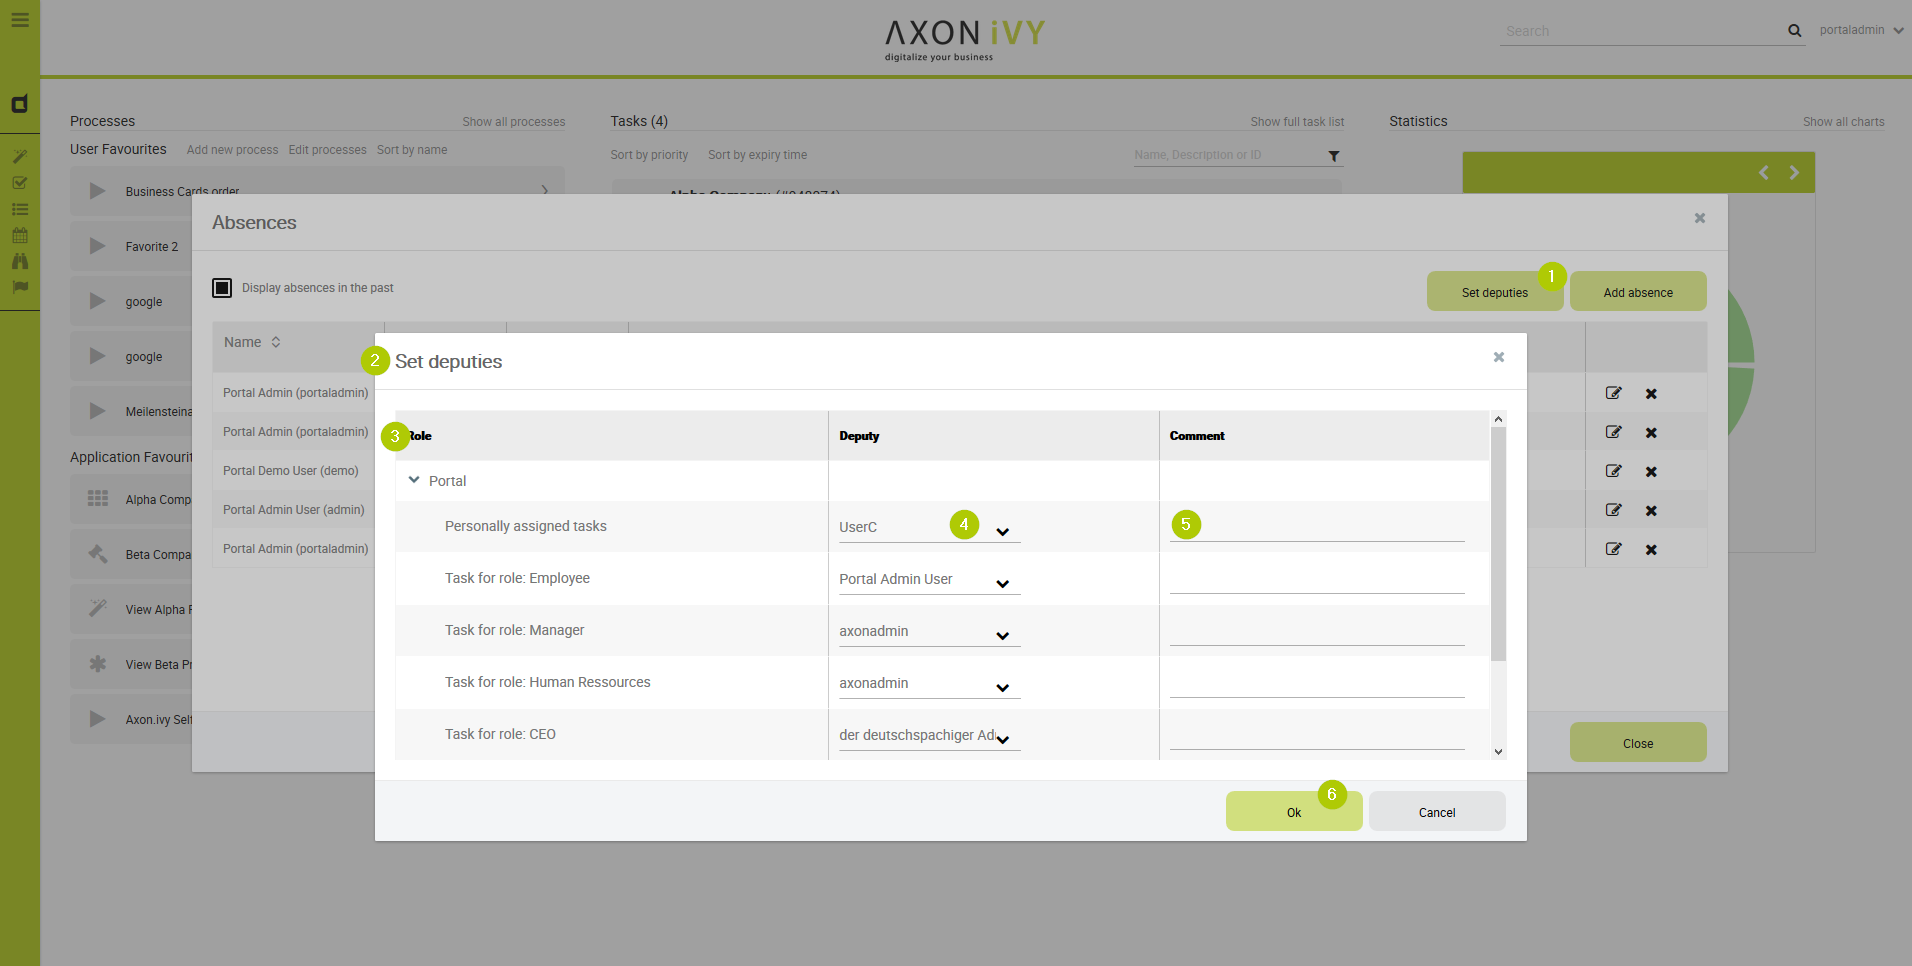 AXON iVY
digitalize your business
Search
portaladmin
Processes
Show all processes
Tasks (4)
Show full task list
Statistics
Show all charts
User Favourites
Add new process
Edit processes
Sort by name
Sort by priority
Sort by expiry time
Name, Description or ID
Business Cards order
Favorite 2
google
google
Meilensteina
Application Favourit
Alpha Comp
Beta Compa
View Alpha
View Beta Pr
Axon.ivy Self
Absences
Display absences in the past
Set deputies
1
Add absence
Name
Portal Admin (portaladmin)
Portal Admin (portaladmin)
Portal Demo User (demo)
Portal Admin User (admin)
Portal Admin (portaladmin)
Close
2
Set deputies
3
Role
Deputy
Comment
Portal
Personally assigned tasks
UserC
4
5
Task for role: Employee
Portal Admin User
Task for role: Manager
axonadmin
Task for role: Human Ressources
axonadmin
Task for role: CEO
der deutschspachiger Ad
6
Ok
Cancel